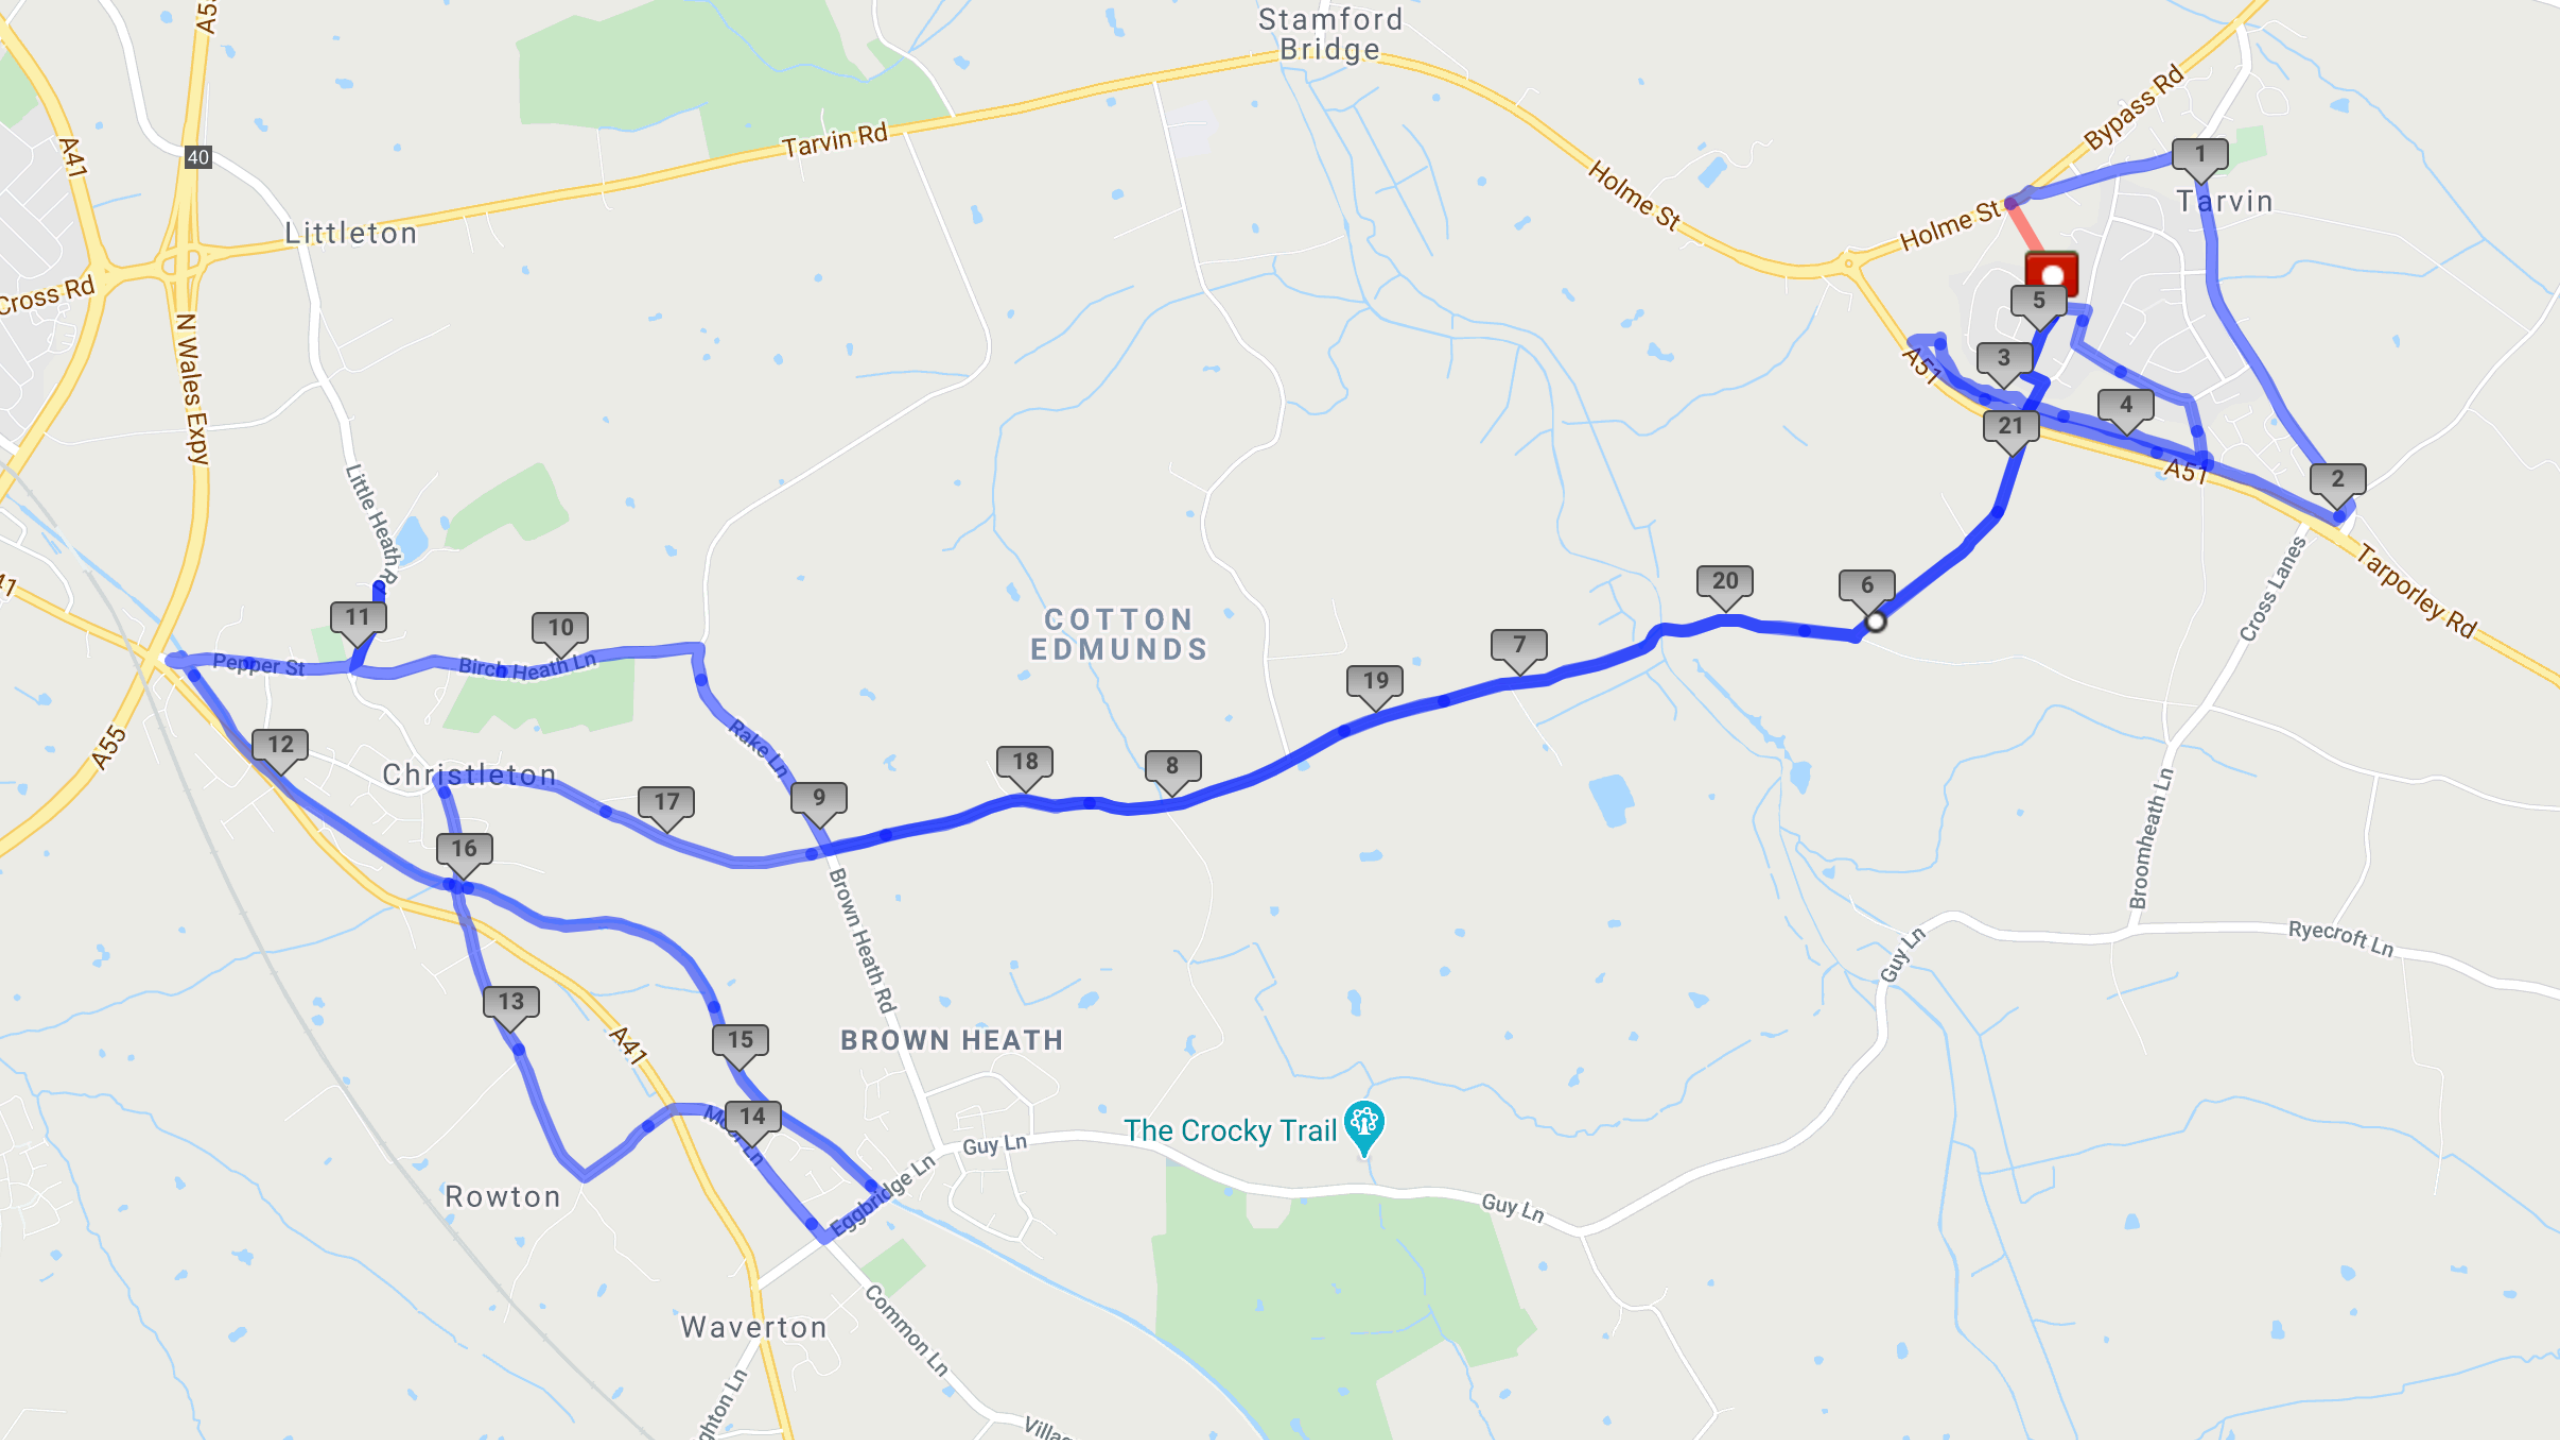 Stamford
Bridge
A41
40
Tarvin Rd
Bypass Rd
1
Holme St
Tarvin
Holme St
Littleton
Cross Rd
N Wales Expy
5
3
A51
4
21
A51
2
Little Heath R
Tarporley Rd
Cross Lanes
20
6
11
10
COTTON
EDMUNDS
7
Pepper St
Birch Heath Ln
19
A55
Rake Ln
12
Christleton
18
8
17
9
16
Broomheath Ln
Brown Heath Rd
Ryecroft Ln
Guy Ln
13
A41
15
BROWN HEATH
14
Guy Ln
The Crocky Trail
Eggbridge Ln
Rowton
Guy Ln
Waverton
Common Ln
ghton Ln